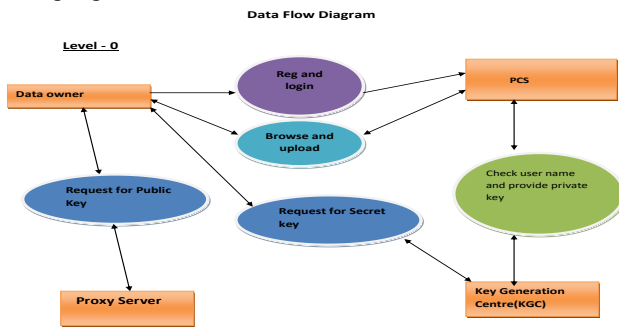 Data Flow Diagram
Level - 0
Reg and
login
PCS
Data owner
Browse and
upload
Check user name
and provide private
key
Request for Public
Key
Request for Secret
key
Proxy Server
Key Generation
Centre(KGC)